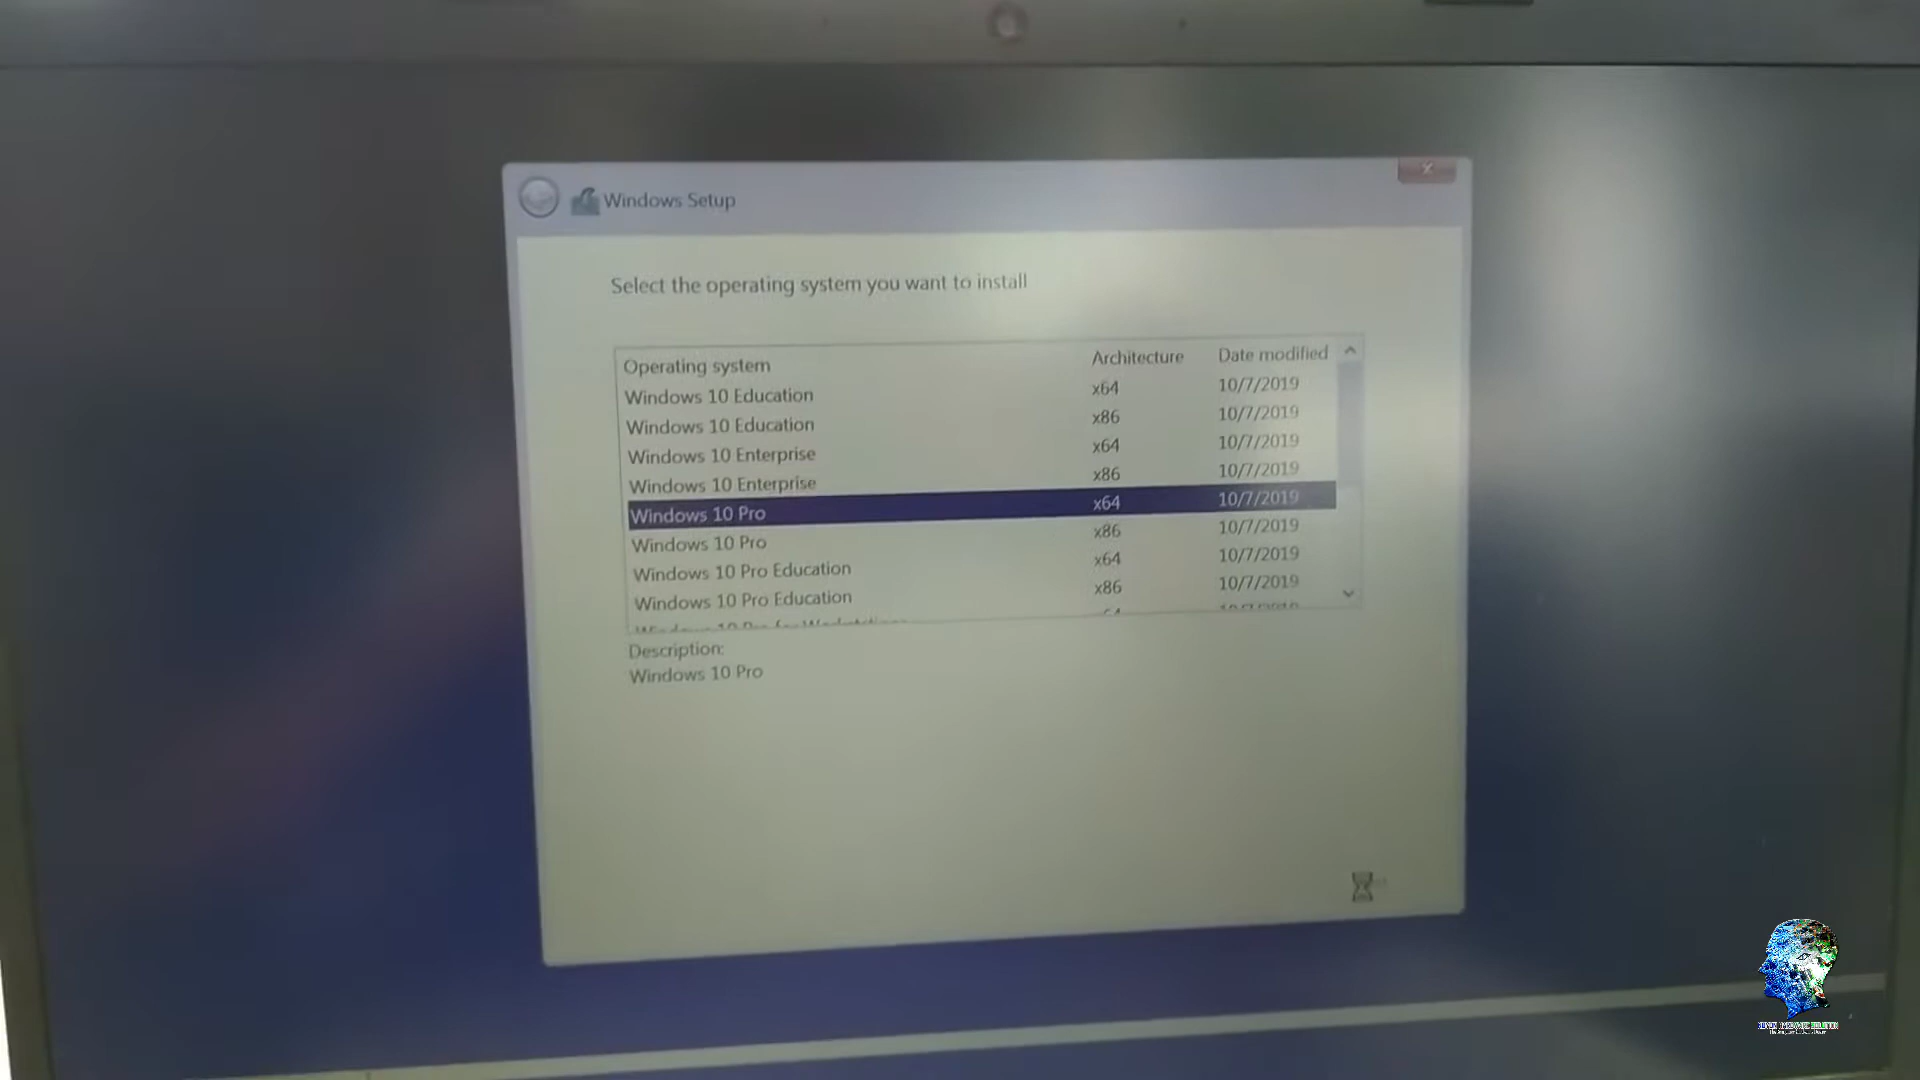 Windows Setup
Select the operating system you want to install
Operating system Architecture Date modified
Windows 10 Education x64 10/7/2019
Windows 10 Education x86 10/7/2019
Windows 10 Enterprise x64 10/7/2019
Windows 10 Enterprise x86 10/7/2019
Windows 10 Pro x64 10/7/2019
Windows 10 Pro x86 10/7/2019
Windows 10 Pro Education x64 10/7/2019
Windows 10 Pro Education x86 10/7/2019
Description:
Windows 10 Pro